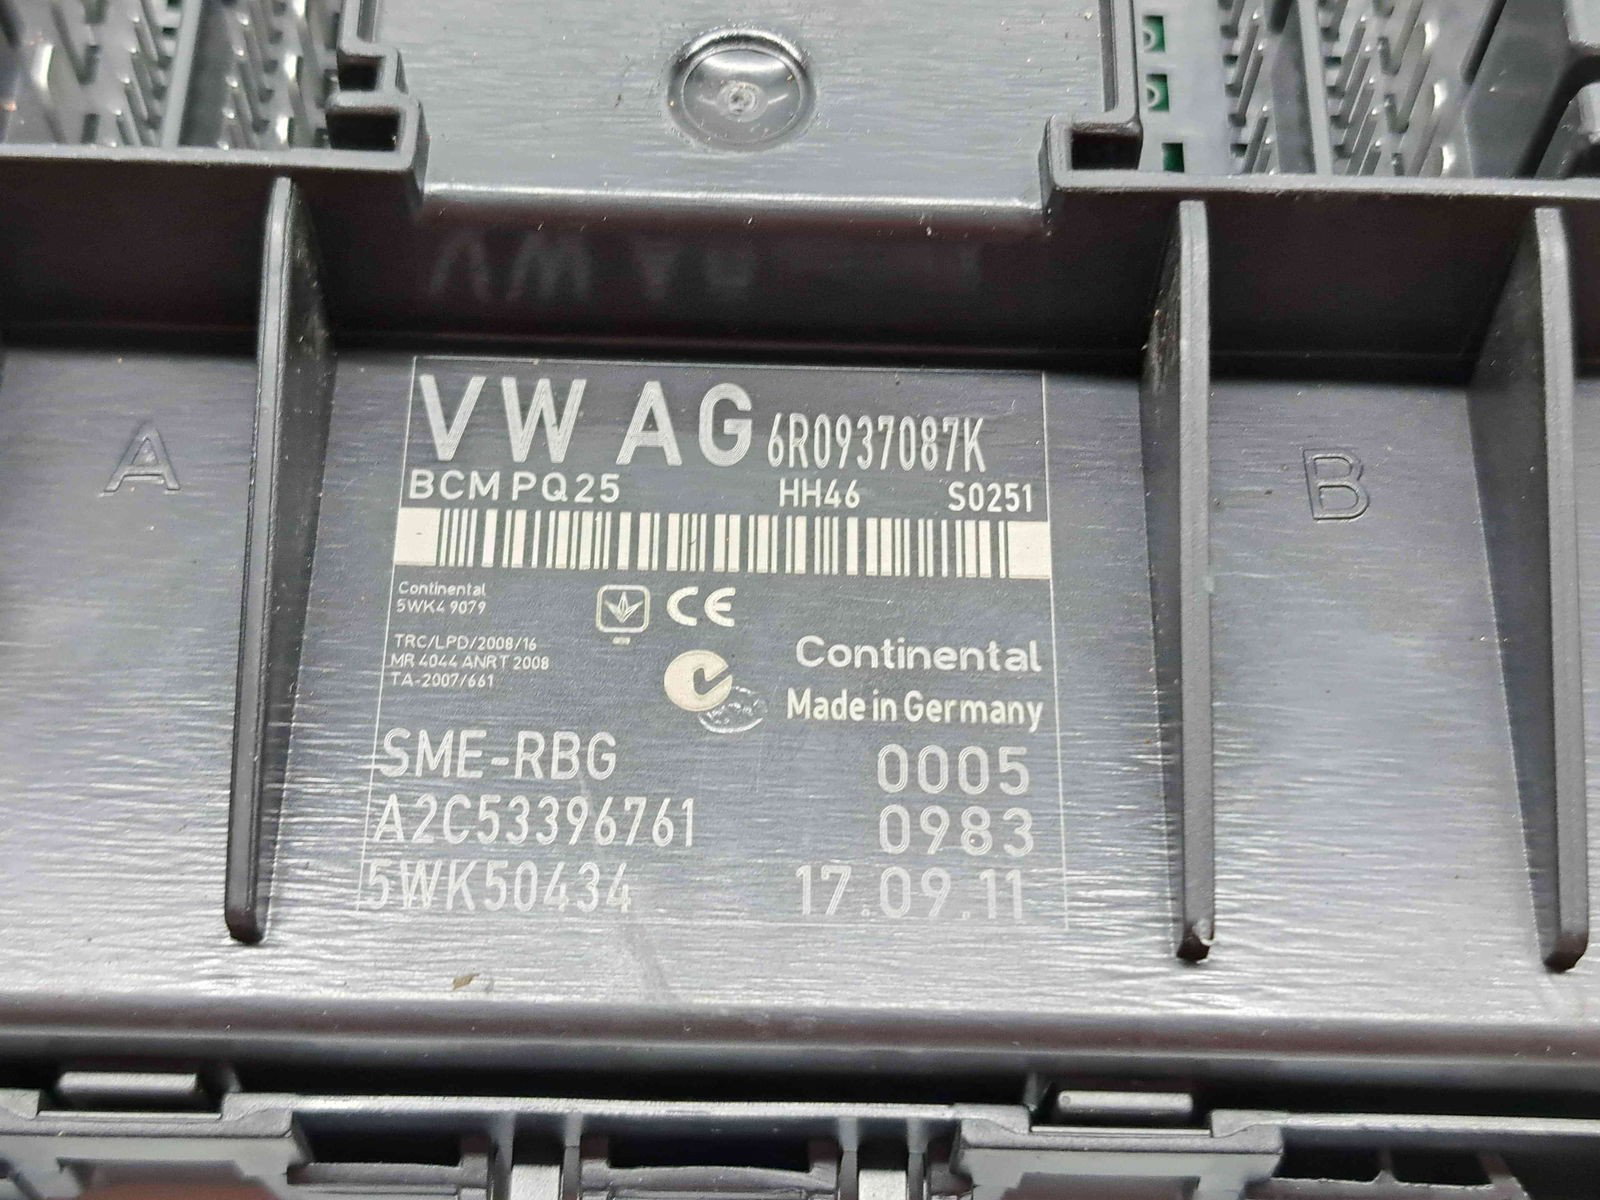 VW AG 6R0937087K
BCM PQ25 HH46 S0251
Continental
5WK4 9079
CE
TRC/LPD/2008/16
MR 4044 ANRT 2008
TA-2007/661
Continental
Made in Germany
SME-RBG 0005
A2C53396761 0983
5WK50434 17.09.11
A
B